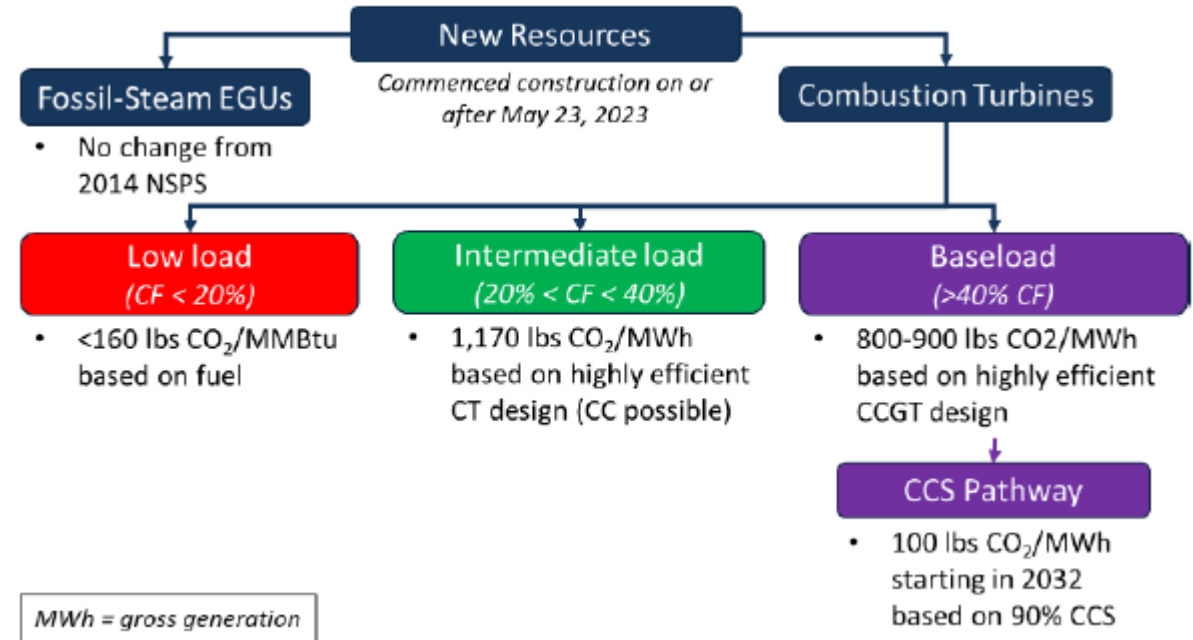 New Resources
Commenced construction on or
after May 23, 2023
Fossil-Steam EGUs
• No change from
2014 NSPS
Combustion Turbines
Low load
(CF < 20%)
• <160 lbs CO₂/MMBtu
based on fuel
Intermediate load
(20% < CF < 40%)
• 1,170 lbs CO₂/MWh
based on highly efficient
CT design (CC possible)
Baseload
(>40% CF)
• 800-900 lbs CO2/MWh
based on highly efficient
CCGT design
CCS Pathway
• 100 lbs CO₂/MWh
starting in 2032
based on 90% CCS
MWh = gross generation